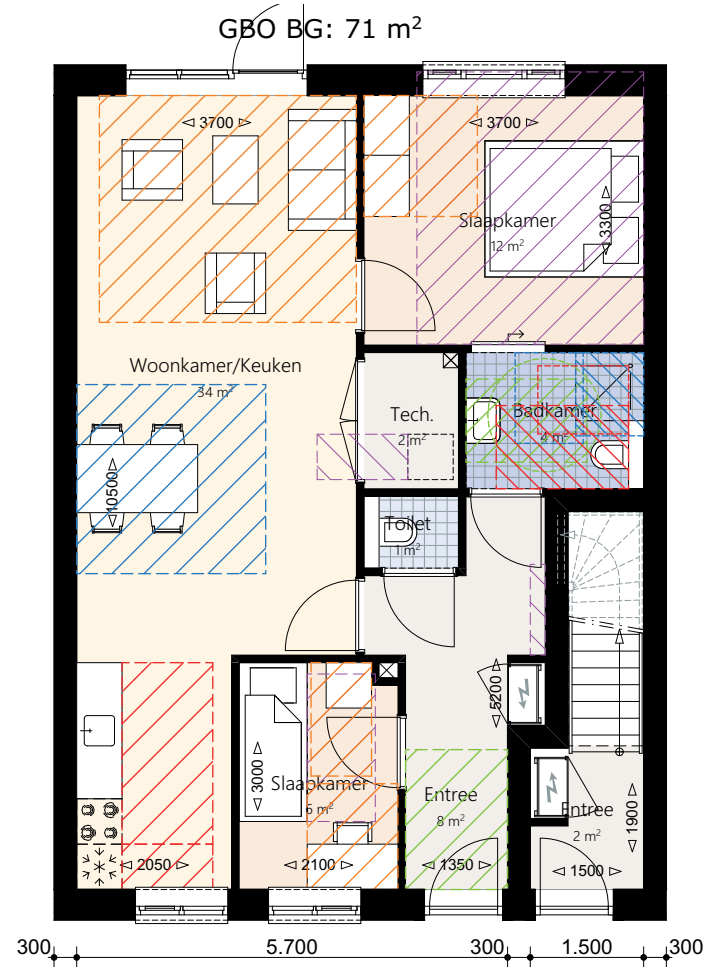 GBO BG: 71 m²
◁ 3700 ▷
◁ 3700 ▷
Slaapkamer
12 m²
◁ 3300 ▷
Woonkamer/Keuken
34 m²
Tech.
2 m²
Badkamer
4 m²
◁ 10500 ▷
Toilet
1 m²
◁ 5200 ▷
◁ 3000 ▷
Slaapkamer
6 m²
Entree
8 m²
Entree
2 m²
◁ 1900 ▷
◁ 2050 ▷
◁ 2100 ▷
◁ 1350 ▷
◁ 1500 ▷
300
5.700
300
1.500
300